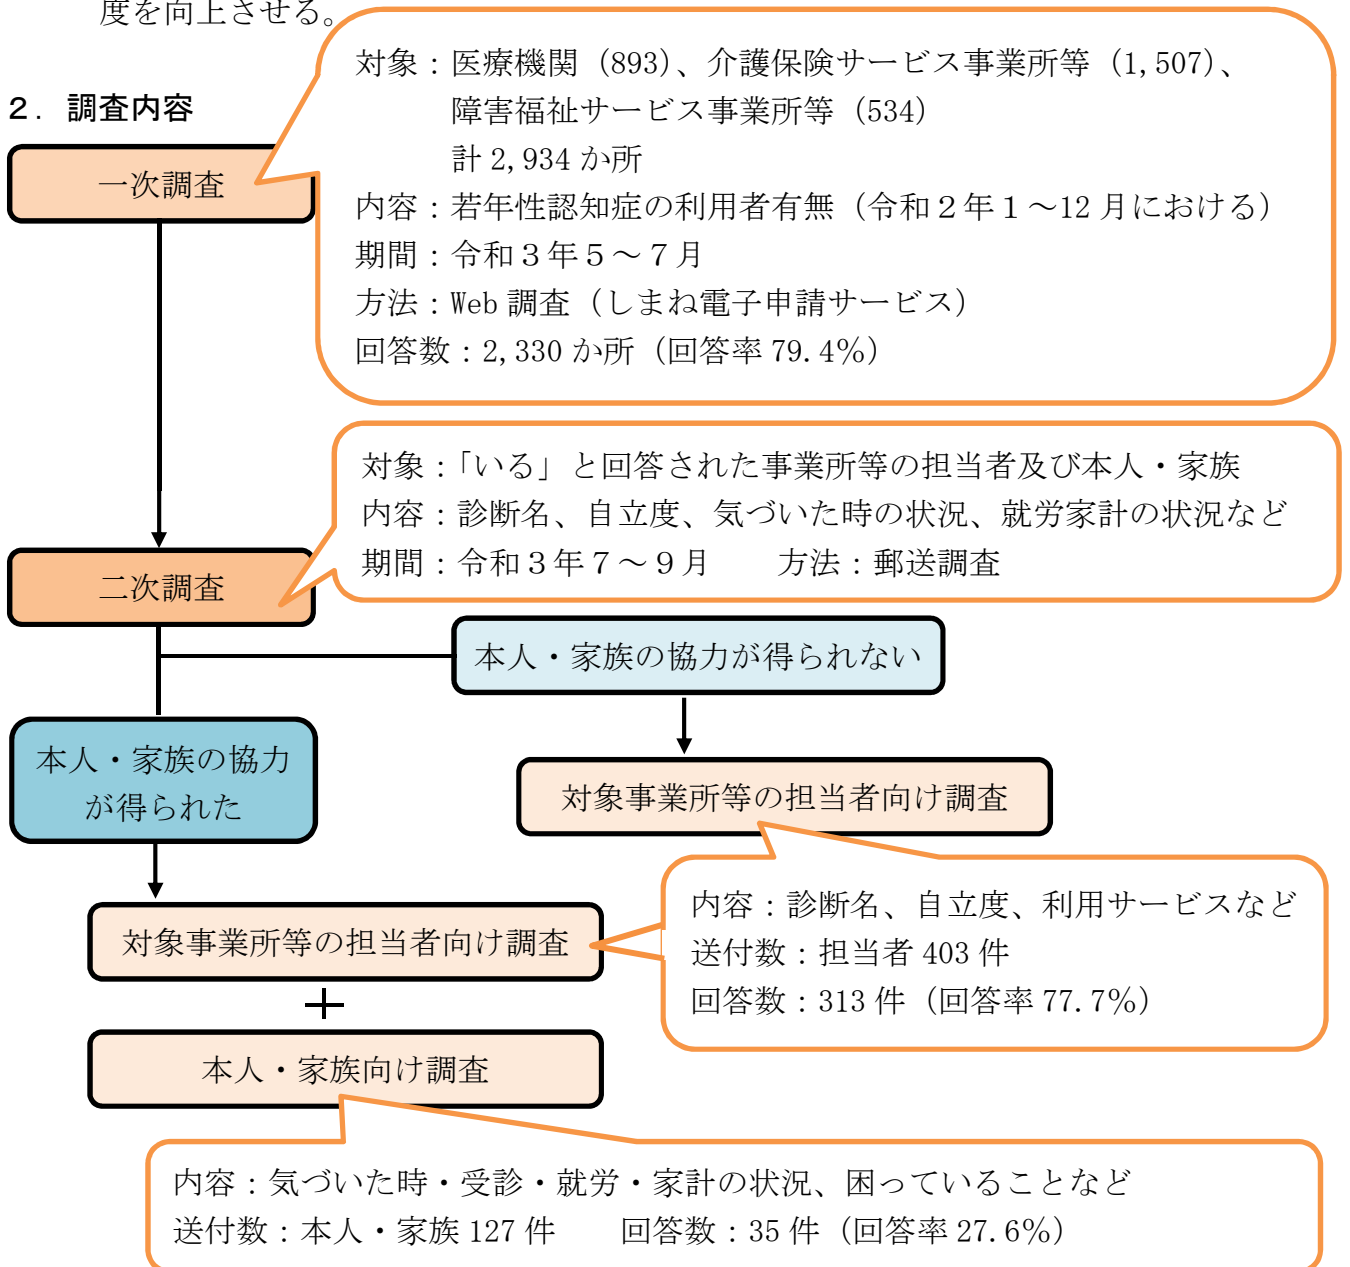 度を向上させる。
２．調査内容
一次調査
対象：医療機関（893）、介護保険サービス事業所等（1,507）、
障害福祉サービス事業所等（534）
計 2,934 か所
内容：若年性認知症の利用者有無（令和２年１～12 月における）
期間：令和３年５～７月
方法：Web 調査（しまね電子申請サービス）
回答数：2,330 か所（回答率 79.4％）
対象：「いる」と回答された事業所等の担当者及び本人・家族
内容：診断名、自立度、気づいた時の状況、就労家計の状況など
期間：令和３年７～９月　　方法：郵送調査
二次調査
本人・家族の協力が得られない
本人・家族の協力
が得られた
対象事業所等の担当者向け調査
内容：診断名、自立度、利用サービスなど
送付数：担当者 403 件
回答数：313 件（回答率 77.7％）
対象事業所等の担当者向け調査
＋
本人・家族向け調査
内容：気づいた時・受診・就労・家計の状況、困っていることなど
送付数：本人・家族 127 件　　回答数：35 件（回答率 27.6％）